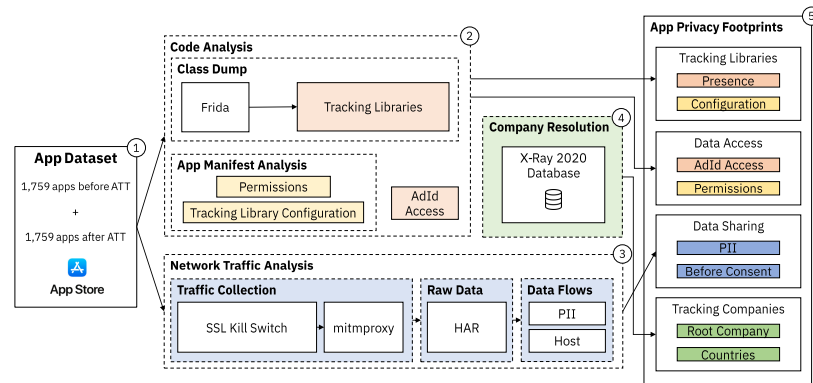 App Dataset
1
1,759 apps before ATT
+
1,759 apps after ATT
App Store
Code Analysis
2
Class Dump
Frida
Tracking Libraries
App Manifest Analysis
Permissions
Tracking Library Configuration
AdId
Access
Network Traffic Analysis
3
Traffic Collection
SSL Kill Switch
mitmproxy
Raw Data
HAR
Data Flows
PII
Host
Company Resolution
4
X-Ray 2020
Database
App Privacy Footprints
5
Tracking Libraries
Presence
Configuration
Data Access
AdId Access
Permissions
Data Sharing
PII
Before Consent
Tracking Companies
Root Company
Countries